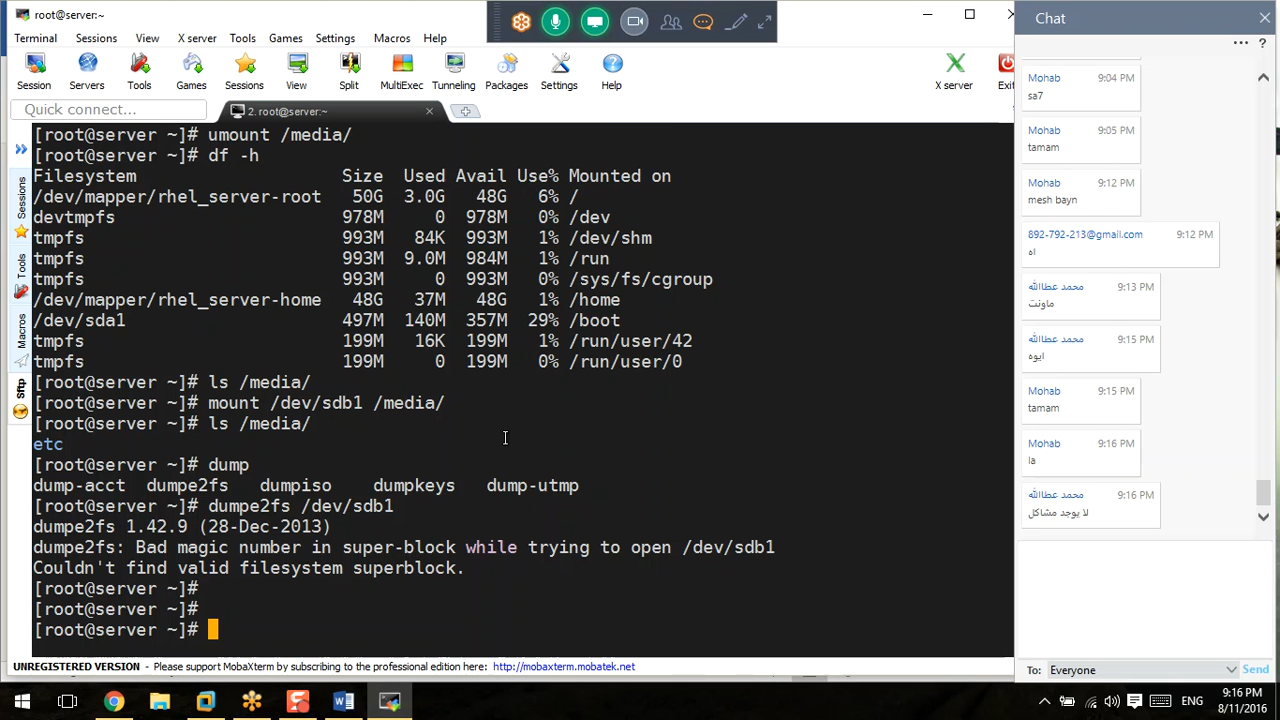 root@server:~
Terminal Sessions View X server Tools Games Settings Macros Help
Session Servers Tools Games Sessions View Split MultiExec Tunneling Packages Settings Help X server Exit
Quick connect...
2. root@server:~
Sessions
Tools
Macros
Sftp
[root@server ~]# umount /media/
[root@server ~]# df -h
Filesystem Size Used Avail Use% Mounted on
/dev/mapper/rhel_server-root 50G 3.0G 48G 6% /
devtmpfs 978M 0 978M 0% /dev
tmpfs 993M 84K 993M 1% /dev/shm
tmpfs 993M 9.0M 984M 1% /run
tmpfs 993M 0 993M 0% /sys/fs/cgroup
/dev/mapper/rhel_server-home 48G 37M 48G 1% /home
/dev/sda1 497M 140M 357M 29% /boot
tmpfs 199M 16K 199M 1% /run/user/42
tmpfs 199M 0 199M 0% /run/user/0
[root@server ~]# ls /media/
[root@server ~]# mount /dev/sdb1 /media/
[root@server ~]# ls /media/
etc
[root@server ~]# dump
dump-acct dumpe2fs dumpiso dumpkeys dump-utmp
[root@server ~]# dumpe2fs /dev/sdb1
dumpe2fs 1.42.9 (28-Dec-2013)
dumpe2fs: Bad magic number in super-block while trying to open /dev/sdb1
Couldn't find valid filesystem superblock.
[root@server ~]#
[root@server ~]#
[root@server ~]#
UNREGISTERED VERSION - Please support MobaXterm by subscribing to the professional edition here: http://mobaxterm.mobatek.net
Chat
Mohab 9:04 PM
sa7
Mohab 9:05 PM
tamam
Mohab 9:12 PM
mesh bayn
892-792-213@gmail.com 9:12 PM
اه
محمد عطاالله 9:13 PM
ماونت
محمد عطاالله 9:15 PM
ايوه
Mohab 9:15 PM
tamam
Mohab 9:16 PM
la
محمد عطاالله 9:16 PM
لا يوجد مشاكل
To: Everyone Send
ENG
9:16 PM
8/11/2016